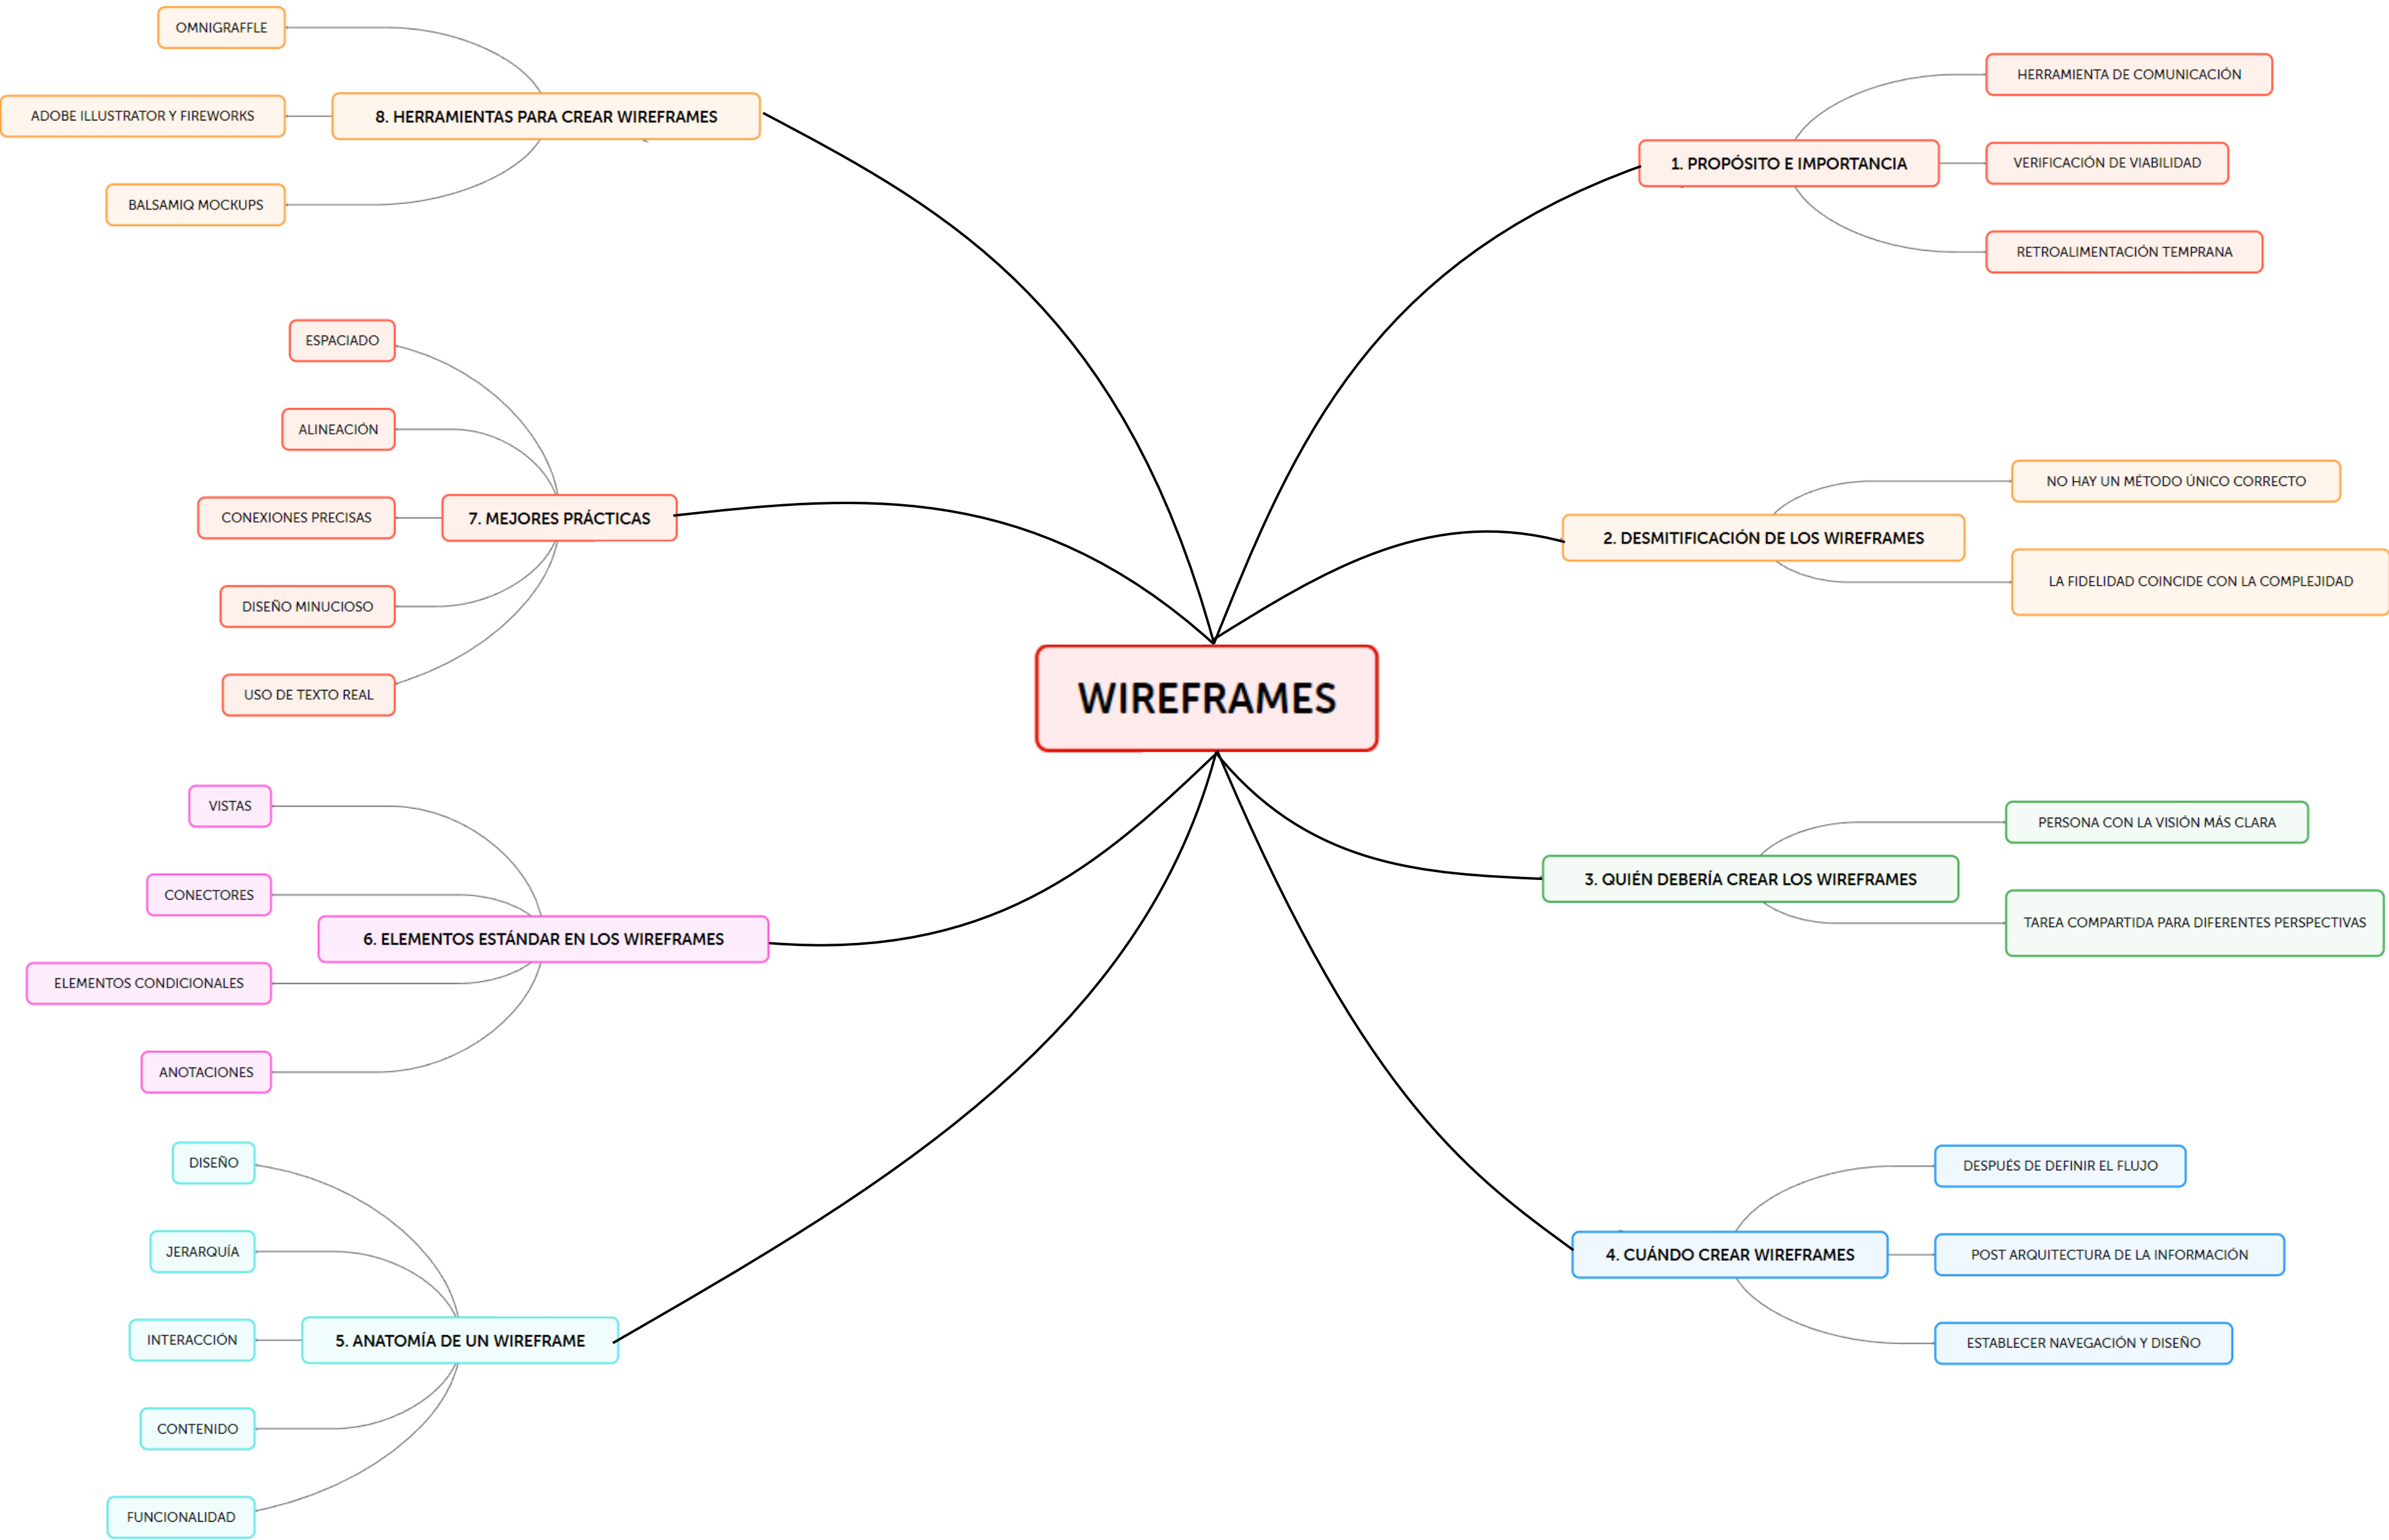 WIREFRAMES
1. PROPÓSITO E IMPORTANCIA
HERRAMIENTA DE COMUNICACIÓN
VERIFICACIÓN DE VIABILIDAD
RETROALIMENTACIÓN TEMPRANA
2. DESMITIFICACIÓN DE LOS WIREFRAMES
NO HAY UN MÉTODO ÚNICO CORRECTO
LA FIDELIDAD COINCIDE CON LA COMPLEJIDAD
3. QUIÉN DEBERÍA CREAR LOS WIREFRAMES
PERSONA CON LA VISIÓN MÁS CLARA
TAREA COMPARTIDA PARA DIFERENTES PERSPECTIVAS
4. CUÁNDO CREAR WIREFRAMES
DESPUÉS DE DEFINIR EL FLUJO
POST ARQUITECTURA DE LA INFORMACIÓN
ESTABLECER NAVEGACIÓN Y DISEÑO
5. ANATOMÍA DE UN WIREFRAME
DISEÑO
JERARQUÍA
INTERACCIÓN
CONTENIDO
FUNCIONALIDAD
6. ELEMENTOS ESTÁNDAR EN LOS WIREFRAMES
VISTAS
CONECTORES
ELEMENTOS CONDICIONALES
ANOTACIONES
7. MEJORES PRÁCTICAS
ESPACIADO
ALINEACIÓN
CONEXIONES PRECISAS
DISEÑO MINUCIOSO
USO DE TEXTO REAL
8. HERRAMIENTAS PARA CREAR WIREFRAMES
OMNIGRAFFLE
ADOBE ILLUSTRATOR Y FIREWORKS
BALSAMIQ MOCKUPS